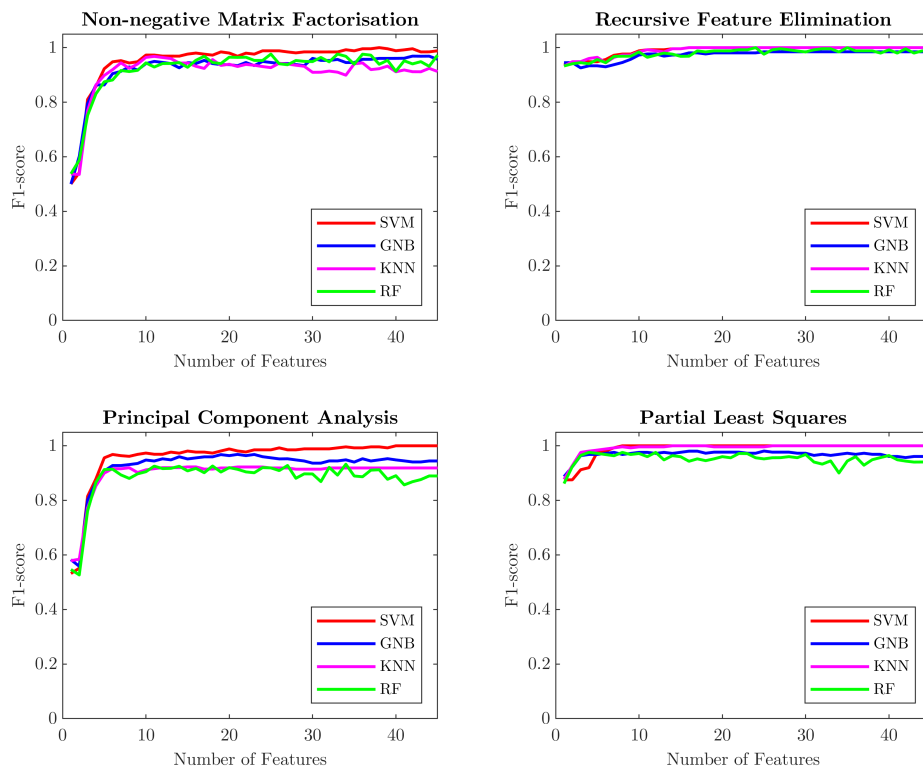 Non-negative Matrix Factorisation
1
0.8
0.6
0.4
0.2
0
F1-score
SVM
GNB
KNN
RF
0 10 20 30 40
Number of Features
Recursive Feature Elimination
1
0.8
0.6
0.4
0.2
0
F1-score
SVM
GNB
KNN
RF
0 10 20 30 40
Number of Features
Principal Component Analysis
1
0.8
0.6
0.4
0.2
0
F1-score
SVM
GNB
KNN
RF
0 10 20 30 40
Number of Features
Partial Least Squares
1
0.8
0.6
0.4
0.2
0
F1-score
SVM
GNB
KNN
RF
0 10 20 30 40
Number of Features